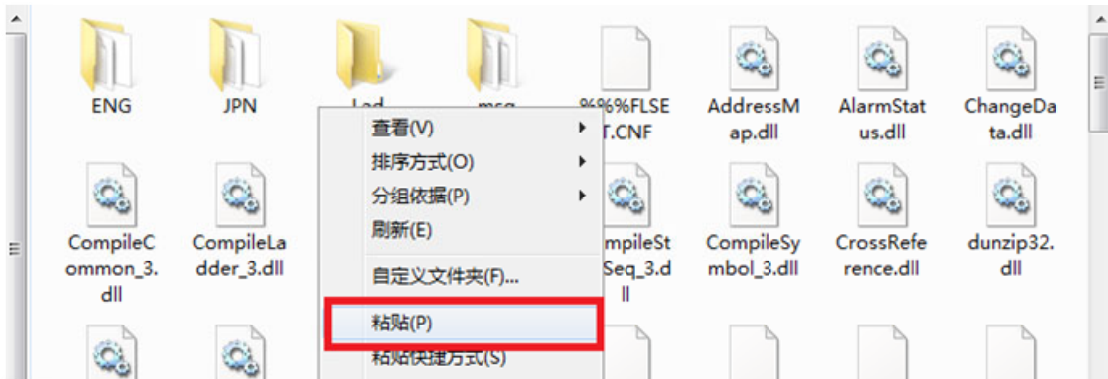 ENG
JPN
Lad
msg
%%%FLSE
T.CNF
AddressM
ap.dll
AlarmStat
us.dll
ChangeDa
ta.dll
查看(V)
排序方式(O)
分组依据(P)
刷新(E)
自定义文件夹(F)...
粘贴(P)
粘贴快捷方式(S)
CompileC
ommon_3.
dll
CompileLa
dder_3.dll
mpileSt
Seq_3.d
ll
CompileSy
mbol_3.dll
CrossRefe
rence.dll
dunzip32.
dll